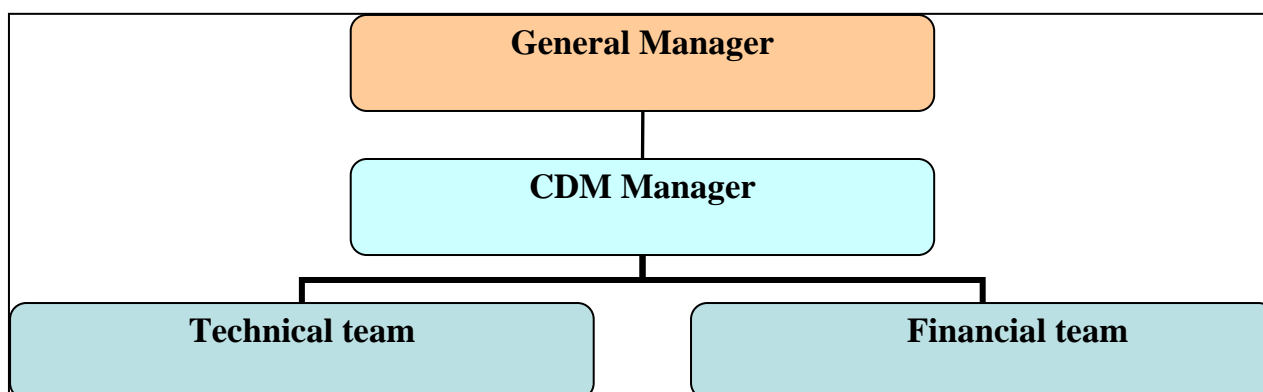 General Manager
CDM Manager
Technical team
Financial team